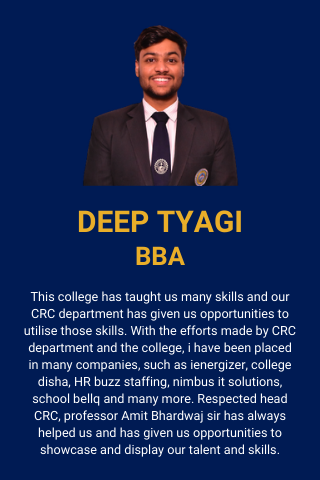 DEEP TYAGI
BBA
This college has taught us many skills and our
CRC department has given us opportunities to
utilise those skills. With the efforts made by CRC
department and the college, i have been placed
in many companies, such as ienergizer, college
disha, HR buzz staffing, nimbus it solutions,
school bellq and many more. Respected head
CRC, professor Amit Bhardwaj sir has always
helped us and has given us opportunities to
showcase and display our talent and skills.